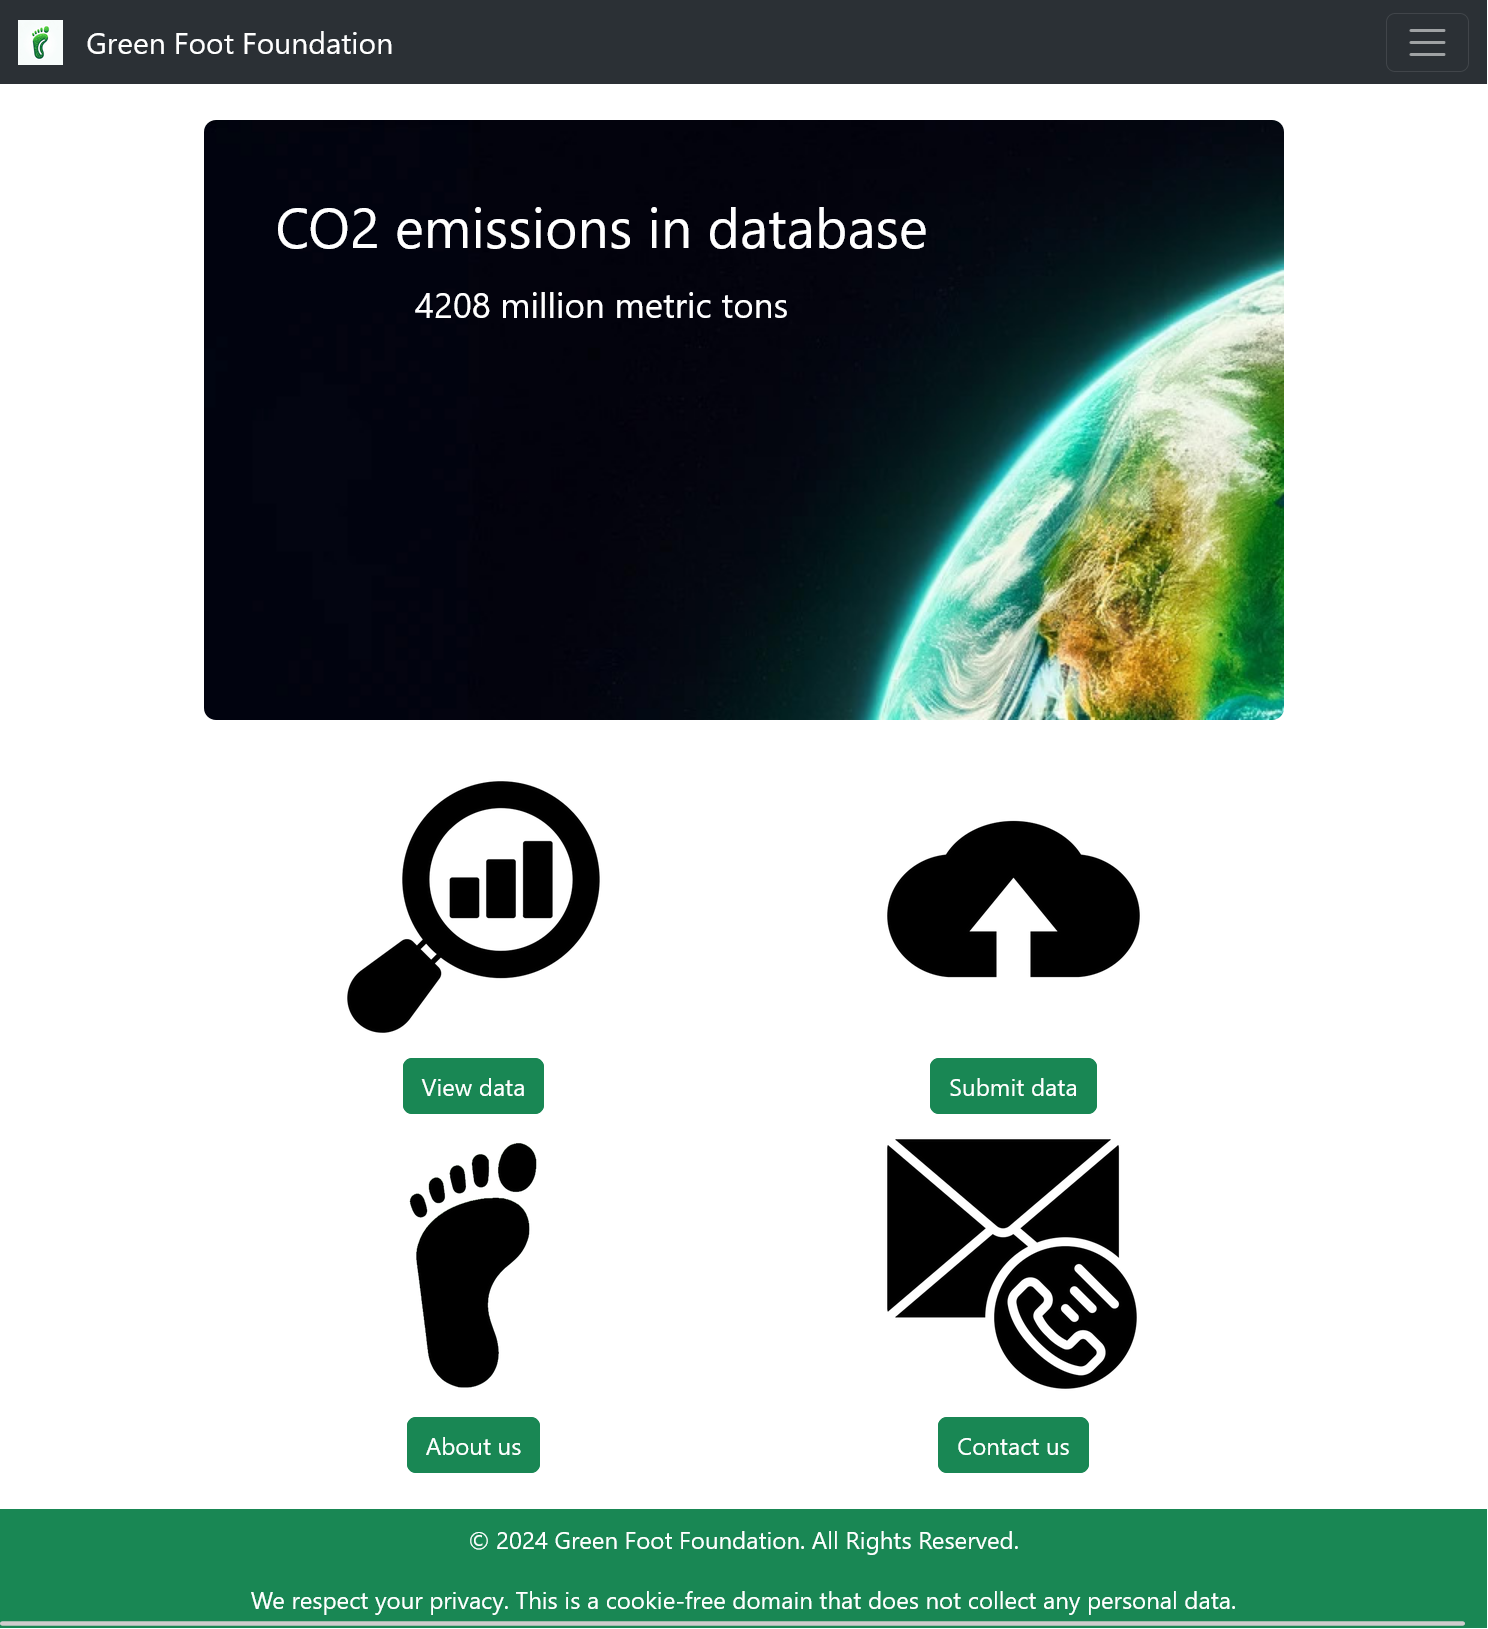 Green Foot Foundation
CO2 emissions in database
4208 million metric tons
View data
Submit data
About us
Contact us
© 2024 Green Foot Foundation. All Rights Reserved.
We respect your privacy. This is a cookie-free domain that does not collect any personal data.